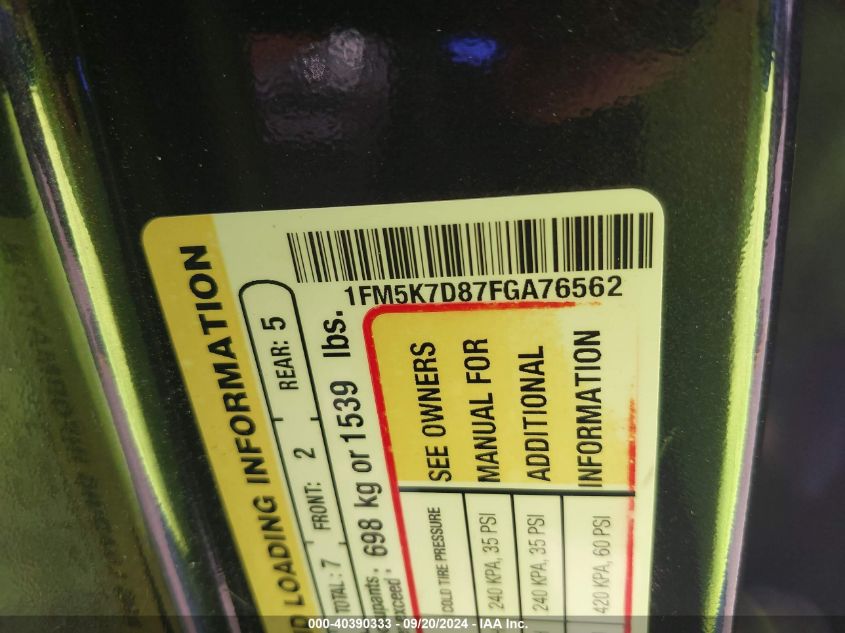 1FM5K7D87FGA76562
ND LOADING INFORMATION
TOTAL: 7 FRONT: 2 REAR: 5
698 kg or 1539 lbs.
SEE OWNERS
MANUAL FOR
ADDITIONAL
INFORMATION
COLD TIRE PRESSURE
240 KPA, 35 PSI
240 KPA, 35 PSI
420 KPA, 60 PSI
000-40390333 - 09/20/2024 - IAA Inc.